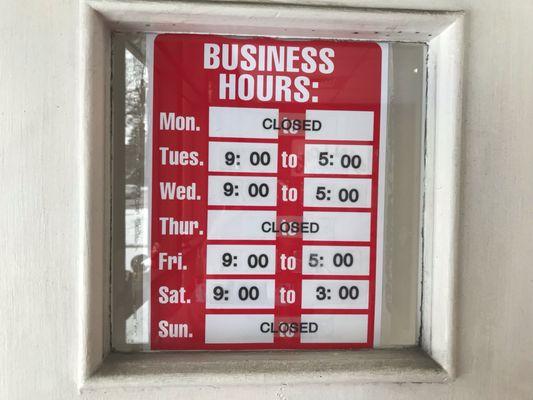 BUSINESS
HOURS:
Mon. CLOSED
Tues. 9: 00 to 5: 00
Wed. 9: 00 to 5: 00
Thur. CLOSED
Fri. 9: 00 to 5: 00
Sat. 9: 00 to 3: 00
Sun. CLOSED